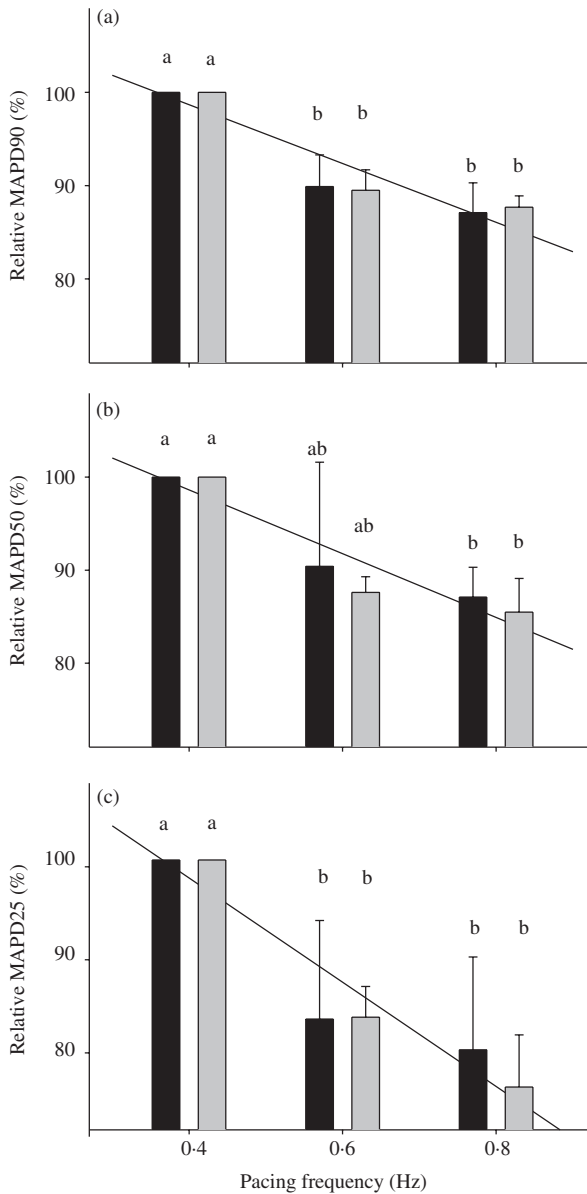 (a)
a a
b b
b b
100
90
80
Relative MAPD90 (%)
(b)
a a
ab
ab
b b
100
90
80
Relative MAPD50 (%)
(c)
a a
b b
b b
100
90
80
Relative MAPD25 (%)
0·4 0·6 0·8
Pacing frequency (Hz)